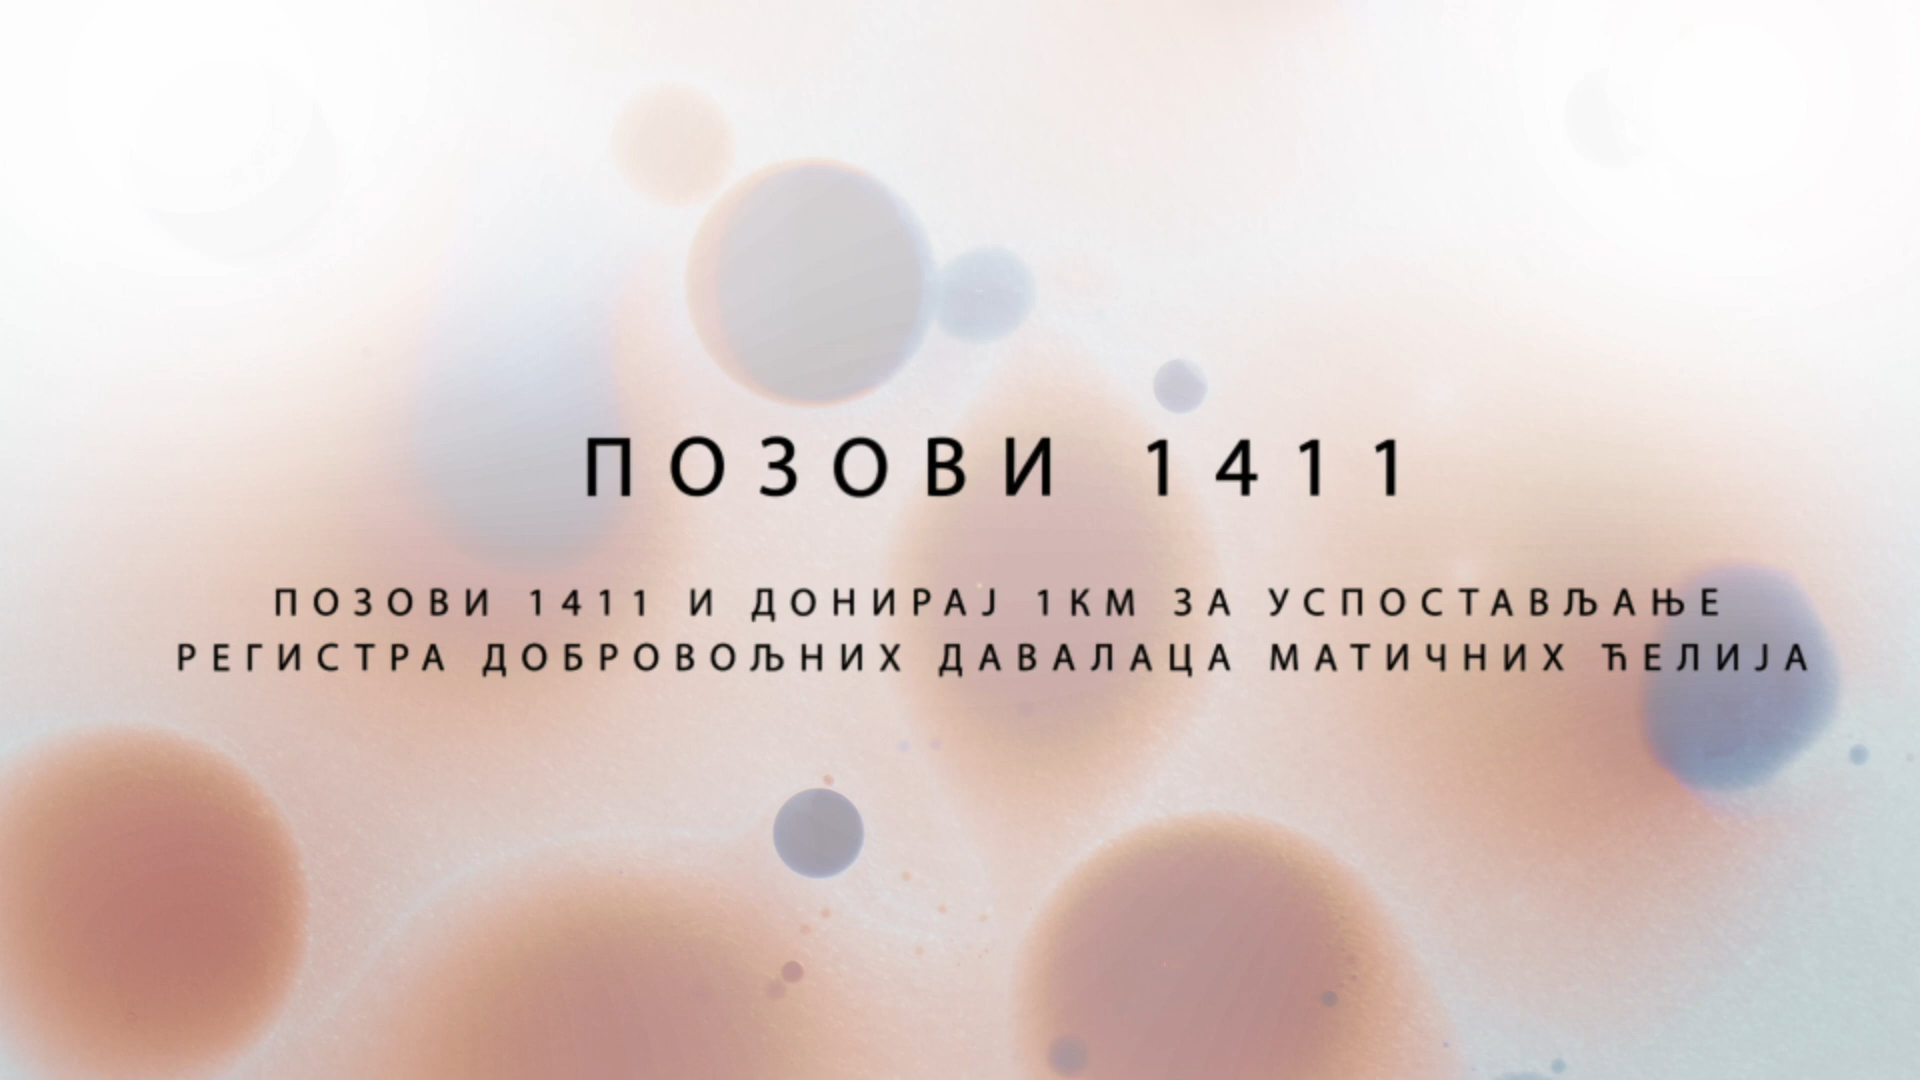 ПОЗОВИ 1411
ПОЗОВИ 1411 И ДОНИРАЈ 1КМ ЗА УСПОСТАВЉАЊЕ
РЕГИСТРА ДОБРОВОЉНИХ ДАВАЛАЦА МАТИЧНИХ ЋЕЛИЈА